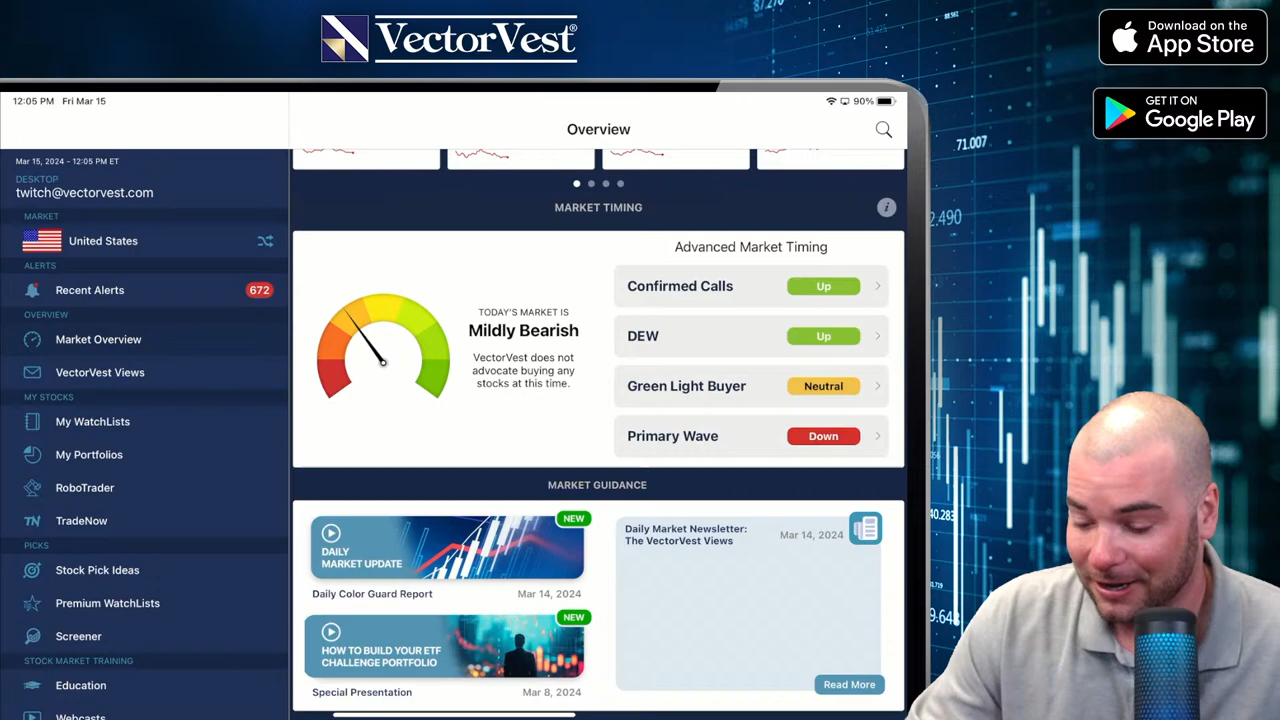 VectorVest®
Download on the
App Store
GET IT ON
Google Play
12:05 PM Fri Mar 15
90%
Overview
Mar 15, 2024 - 12:05 PM ET
DESKTOP
twitch@vectorvest.com
MARKET
United States
ALERTS
Recent Alerts
672
OVERVIEW
Market Overview
VectorVest Views
MY STOCKS
My WatchLists
My Portfolios
RoboTrader
TN
TradeNow
PICKS
Stock Pick Ideas
Premium WatchLists
Screener
STOCK MARKET TRAINING
Education
Webcasts
MARKET TIMING
i
TODAY'S MARKET IS
Mildly Bearish
VectorVest does not
advocate buying any
stocks at this time.
Advanced Market Timing
Confirmed Calls
Up
DEW
Up
Green Light Buyer
Neutral
Primary Wave
Down
MARKET GUIDANCE
NEW
DAILY
MARKET UPDATE
Daily Color Guard Report
Mar 14, 2024
NEW
HOW TO BUILD YOUR ETF
CHALLENGE PORTFOLIO
Special Presentation
Mar 8, 2024
Daily Market Newsletter:
The VectorVest Views
Mar 14, 2024
Read More
71.007
2.490
40.283